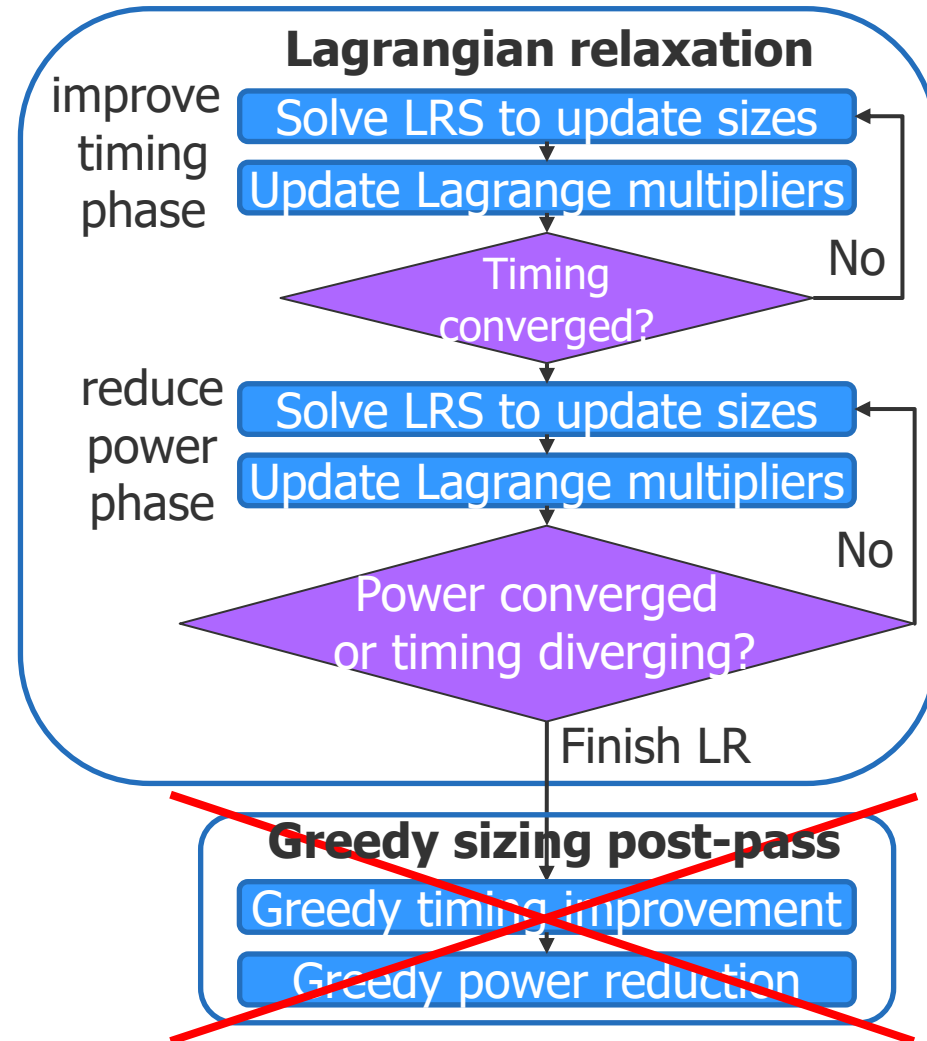 Lagrangian relaxation
improve
timing
phase
Solve LRS to update sizes
Update Lagrange multipliers
Timing
converged?
No
reduce
power
phase
Solve LRS to update sizes
Update Lagrange multipliers
Power converged
or timing diverging?
No
Finish LR
Greedy sizing post-pass
Greedy timing improvement
Greedy power reduction